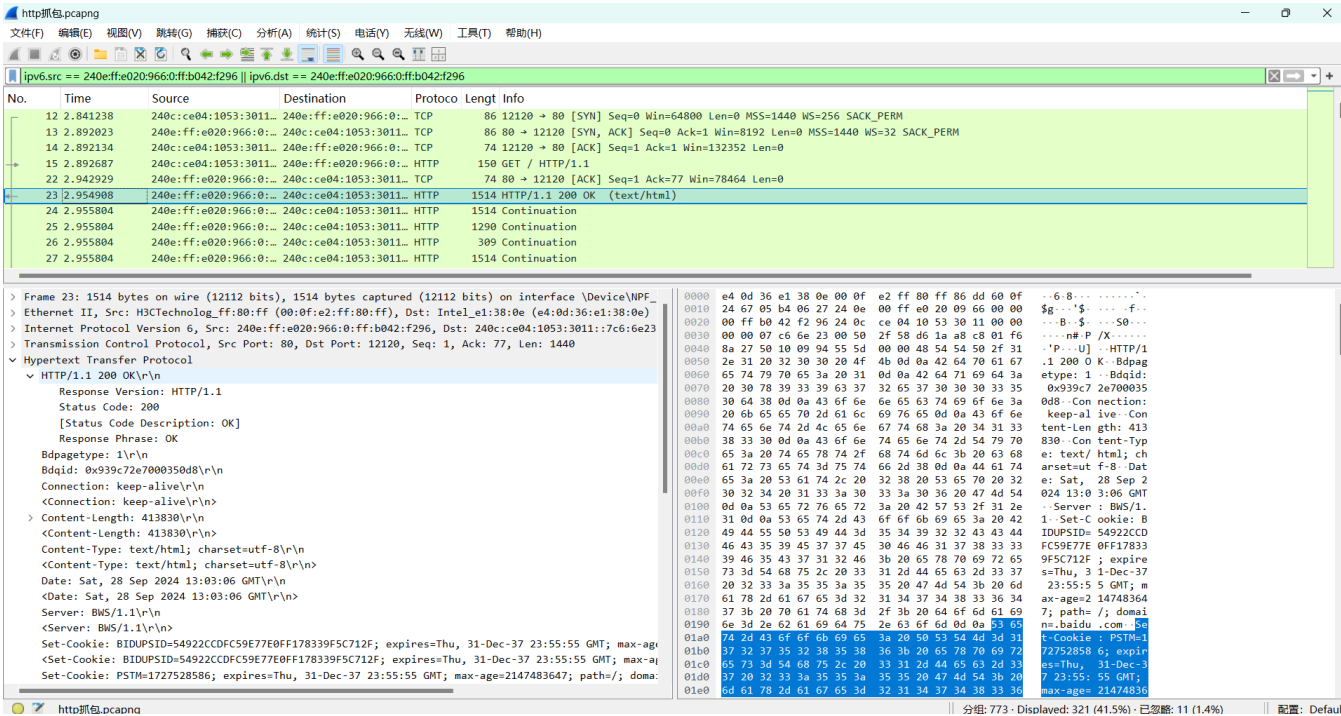 http抓包.pcapng
文件(F) 编辑(E) 视图(V) 跳转(G) 捕获(C) 分析(A) 统计(S) 电话(Y) 无线(W) 工具(T) 帮助(H)
ipv6.src == 240e:ff:e020:966:0:ff:b042:f296 || ipv6.dst == 240e:ff:e020:966:0:ff:b042:f296
No. Time Source Destination Protoco Lengt Info
12 2.841238 240c:ce04:1053:3011… 240e:ff:e020:966:0:… TCP 86 12120 → 80 [SYN] Seq=0 Win=64800 Len=0 MSS=1440 WS=256 SACK_PERM
13 2.892023 240e:ff:e020:966:0:… 240c:ce04:1053:3011… TCP 86 80 → 12120 [SYN, ACK] Seq=0 Ack=1 Win=8192 Len=0 MSS=1440 WS=32 SACK_PERM
14 2.892134 240c:ce04:1053:3011… 240e:ff:e020:966:0:… TCP 74 12120 → 80 [ACK] Seq=1 Ack=1 Win=132352 Len=0
15 2.892687 240c:ce04:1053:3011… 240e:ff:e020:966:0:… HTTP 150 GET / HTTP/1.1
22 2.942929 240e:ff:e020:966:0:… 240c:ce04:1053:3011… TCP 74 80 → 12120 [ACK] Seq=1 Ack=77 Win=78464 Len=0
23 2.954908 240e:ff:e020:966:0:… 240c:ce04:1053:3011… HTTP 1514 HTTP/1.1 200 OK (text/html)
24 2.955804 240e:ff:e020:966:0:… 240c:ce04:1053:3011… HTTP 1514 Continuation
25 2.955804 240e:ff:e020:966:0:… 240c:ce04:1053:3011… HTTP 1290 Continuation
26 2.955804 240e:ff:e020:966:0:… 240c:ce04:1053:3011… HTTP 309 Continuation
27 2.955804 240e:ff:e020:966:0:… 240c:ce04:1053:3011… HTTP 1514 Continuation
Frame 23: 1514 bytes on wire (12112 bits), 1514 bytes captured (12112 bits) on interface \Device\NPF_
Ethernet II, Src: H3CTechnolog_ff:80:ff (00:0f:e2:ff:80:ff), Dst: Intel_e1:38:0e (e4:0d:36:e1:38:0e)
Internet Protocol Version 6, Src: 240e:ff:e020:966:0:ff:b042:f296, Dst: 240c:ce04:1053:3011::7c6:6e23
Transmission Control Protocol, Src Port: 80, Dst Port: 12120, Seq: 1, Ack: 77, Len: 1440
Hypertext Transfer Protocol
HTTP/1.1 200 OK\r\n
Response Version: HTTP/1.1
Status Code: 200
[Status Code Description: OK]
Response Phrase: OK
Bdpagetype: 1\r\n
Bdqid: 0x939c72e7000350d8\r\n
Connection: keep-alive\r\n
<Connection: keep-alive\r\n>
Content-Length: 413830\r\n
<Content-Length: 413830\r\n>
Content-Type: text/html; charset=utf-8\r\n
<Content-Type: text/html; charset=utf-8\r\n>
Date: Sat, 28 Sep 2024 13:03:06 GMT\r\n
<Date: Sat, 28 Sep 2024 13:03:06 GMT\r\n>
Server: BWS/1.1\r\n
<Server: BWS/1.1\r\n>
Set-Cookie: BIDUPSID=54922CCDFC59E77E0FF178339F5C712F; expires=Thu, 31-Dec-37 23:55:55 GMT; max-ag
<Set-Cookie: BIDUPSID=54922CCDFC59E77E0FF178339F5C712F; expires=Thu, 31-Dec-37 23:55:55 GMT; max-a
Set-Cookie: PSTM=1727528586; expires=Thu, 31-Dec-37 23:55:55 GMT; max-age=2147483647; path=/; domai
0000 e4 0d 36 e1 38 0e 00 0f e2 ff 80 ff 86 dd 60 0f ··6·8··· ······`·
0010 24 67 05 b4 06 27 24 0e 00 ff e0 20 09 66 00 00 $g···'$· ··· ·f··
0020 00 ff b0 42 f2 96 24 0c ce 04 10 53 30 11 00 00 ···B··$· ···S0···
0030 00 00 07 c6 6e 23 00 50 2f 58 d6 1a a8 c8 01 f6 ····n#·P /X······
0040 8a 27 50 10 09 94 55 5d 00 00 48 54 54 50 2f 31 ·'P···U] ··HTTP/1
0050 2e 31 20 32 30 30 20 4f 4b 0d 0a 42 64 70 61 67 .1 200 O K··Bdpag
0060 65 74 79 70 65 3a 20 31 0d 0a 42 64 71 69 64 3a etype: 1 ··Bdqid:
0070 20 30 78 39 33 39 63 37 32 65 37 30 30 30 33 35 0x939c7 2e700035
0080 30 64 38 0d 0a 43 6f 6e 6e 65 63 74 69 6f 6e 3a 0d8··Con nection:
0090 20 6b 65 65 70 2d 61 6c 69 76 65 0d 0a 43 6f 6e keep-al ive··Con
00a0 74 65 6e 74 2d 4c 65 6e 67 74 68 3a 20 34 31 33 tent-Len gth: 413
00b0 38 33 30 0d 0a 43 6f 6e 74 65 6e 74 2d 54 79 70 830··Con tent-Typ
00c0 65 3a 20 74 65 78 74 2f 68 74 6d 6c 3b 20 63 68 e: text/ html; ch
00d0 61 72 73 65 74 3d 75 74 66 2d 38 0d 0a 44 61 74 arset=ut f-8··Dat
00e0 65 3a 20 53 61 74 2c 20 32 38 20 53 65 70 20 32 e: Sat, 28 Sep 2
00f0 30 32 34 20 31 33 3a 30 33 3a 30 36 20 47 4d 54 024 13:0 3:06 GMT
0100 0d 0a 53 65 72 76 65 72 3a 20 42 57 53 2f 31 2e ··Server : BWS/1.
0110 31 0d 0a 53 65 74 2d 43 6f 6f 6b 69 65 3a 20 42 1··Set-C ookie: B
0120 49 44 55 50 53 49 44 3d 35 34 39 32 32 43 43 44 IDUPSID= 54922CCD
0130 46 43 35 39 45 37 37 45 30 46 46 31 37 38 33 33 FC59E77E 0FF17833
0140 39 46 35 43 37 31 32 46 3b 20 65 78 70 69 72 65 9F5C712F ; expire
0150 73 3d 54 68 75 2c 20 33 31 2d 44 65 63 2d 33 37 s=Thu, 3 1-Dec-37
0160 20 32 33 3a 35 35 3a 35 35 20 47 4d 54 3b 20 6d 23:55:5 5 GMT; m
0170 61 78 2d 61 67 65 3d 32 31 34 37 34 38 33 36 34 ax-age=2 14748364
0180 37 3b 20 70 61 74 68 3d 2f 3b 20 64 6f 6d 61 69 7; path= /; domai
0190 6e 3d 2e 62 61 69 64 75 2e 63 6f 6d 0d 0a 53 65 n=.baidu .com··Se
01a0 74 2d 43 6f 6f 6b 69 65 3a 20 50 53 54 4d 3d 31 t-Cookie : PSTM=1
01b0 37 32 37 35 32 38 35 38 36 3b 20 65 78 70 69 72 72752858 6; expir
01c0 65 73 3d 54 68 75 2c 20 33 31 2d 44 65 63 2d 33 es=Thu, 31-Dec-3
01d0 37 20 32 33 3a 35 35 3a 35 35 20 47 4d 54 3b 20 7 23:55: 55 GMT;
01e0 6d 61 78 2d 61 67 65 3d 32 31 34 37 34 38 33 36 max-age= 21474836
http抓包.pcapng 分组: 773 · Displayed: 321 (41.5%) · 已忽略: 11 (1.4%) 配置: Defaul